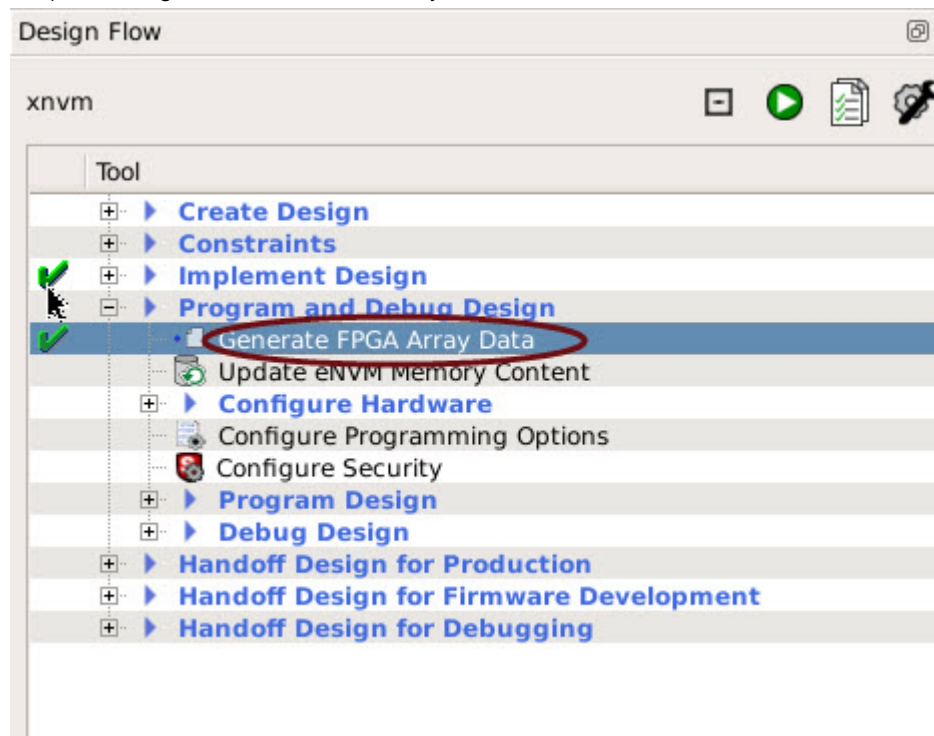 Design Flow
xnvm
Tool
Create Design
Constraints
Implement Design
Program and Debug Design
Generate FPGA Array Data
Update eNVM Memory Content
Configure Hardware
Configure Programming Options
Configure Security
Program Design
Debug Design
Handoff Design for Production
Handoff Design for Firmware Development
Handoff Design for Debugging